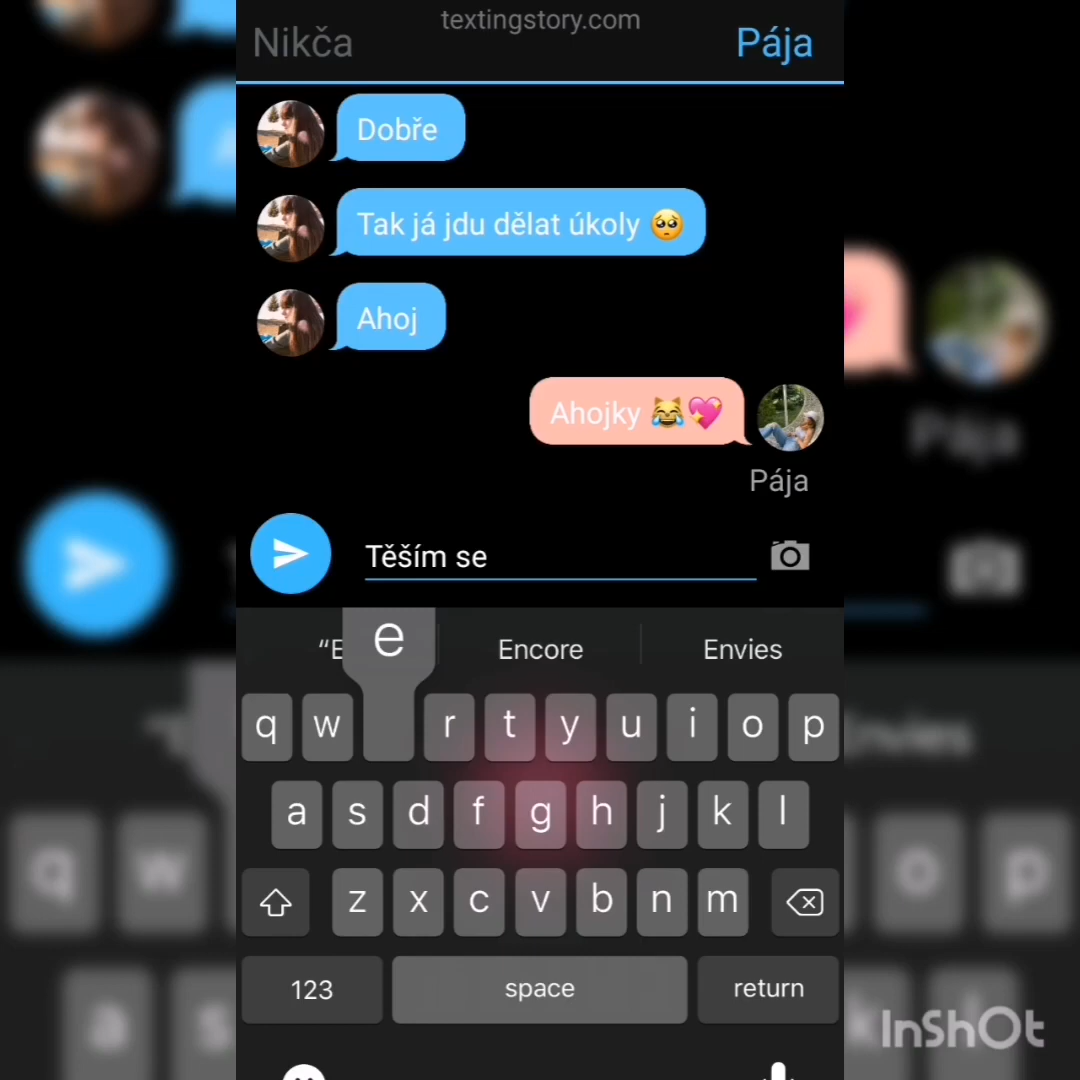 textingstory.com
Nikča
Pája
Dobře
Tak já jdu dělat úkoly 🥺
Ahoj
Ahojky 😹💖
Pája
Těším se
e
Encore
Envies
q w r t y u i o p
a s d f g h j k l
z x c v b n m
123
space
return
InShOt